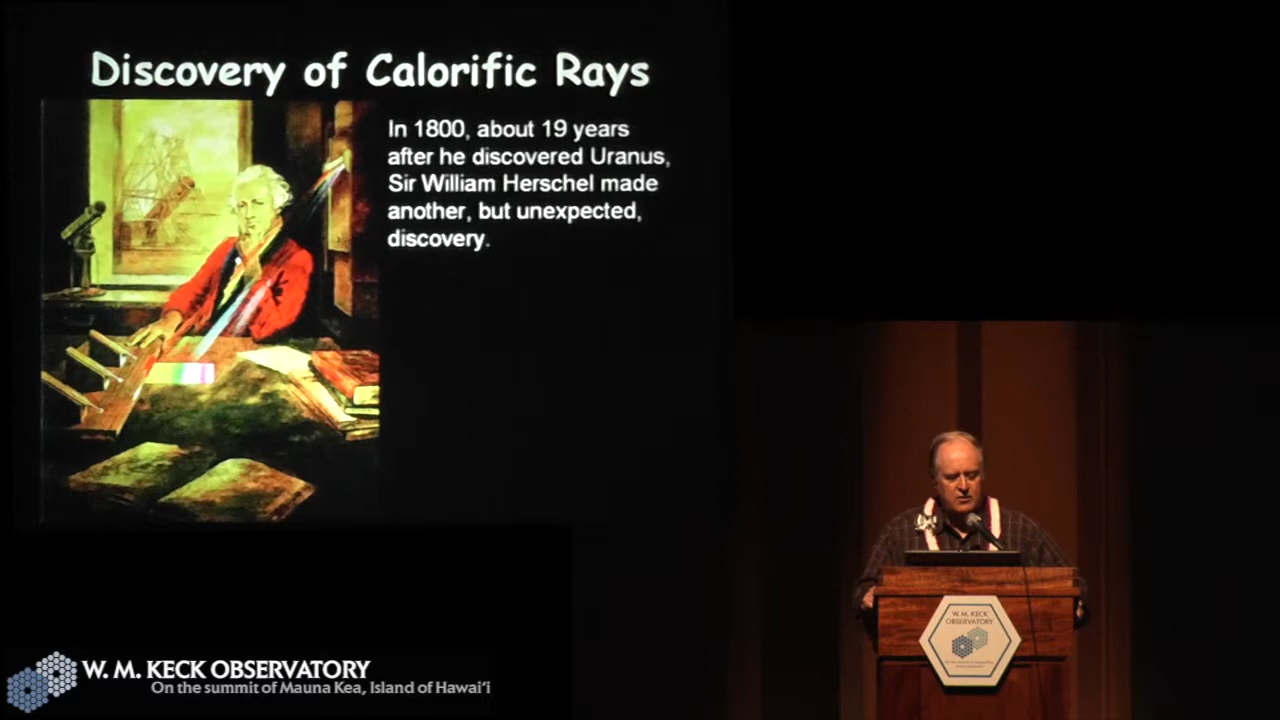 Discovery of Calorific Rays
In 1800, about 19 years
after he discovered Uranus,
Sir William Herschel made
another, but unexpected,
discovery.
W. M. KECK
OBSERVATORY
W. M. KECK OBSERVATORY
On the summit of Mauna Kea, Island of Hawai‘i